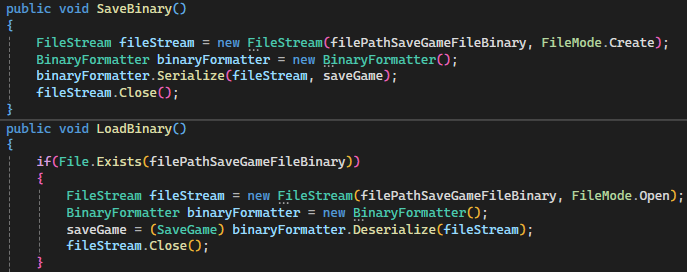 public void SaveBinary()
{
FileStream fileStream = new FileStream(filePathSaveGameFileBinary, FileMode.Create);
BinaryFormatter binaryFormatter = new BinaryFormatter();
binaryFormatter.Serialize(fileStream, saveGame);
fileStream.Close();
}
public void LoadBinary()
{
if(File.Exists(filePathSaveGameFileBinary))
{
FileStream fileStream = new FileStream(filePathSaveGameFileBinary, FileMode.Open);
BinaryFormatter binaryFormatter = new BinaryFormatter();
saveGame = (SaveGame) binaryFormatter.Deserialize(fileStream);
fileStream.Close();
}